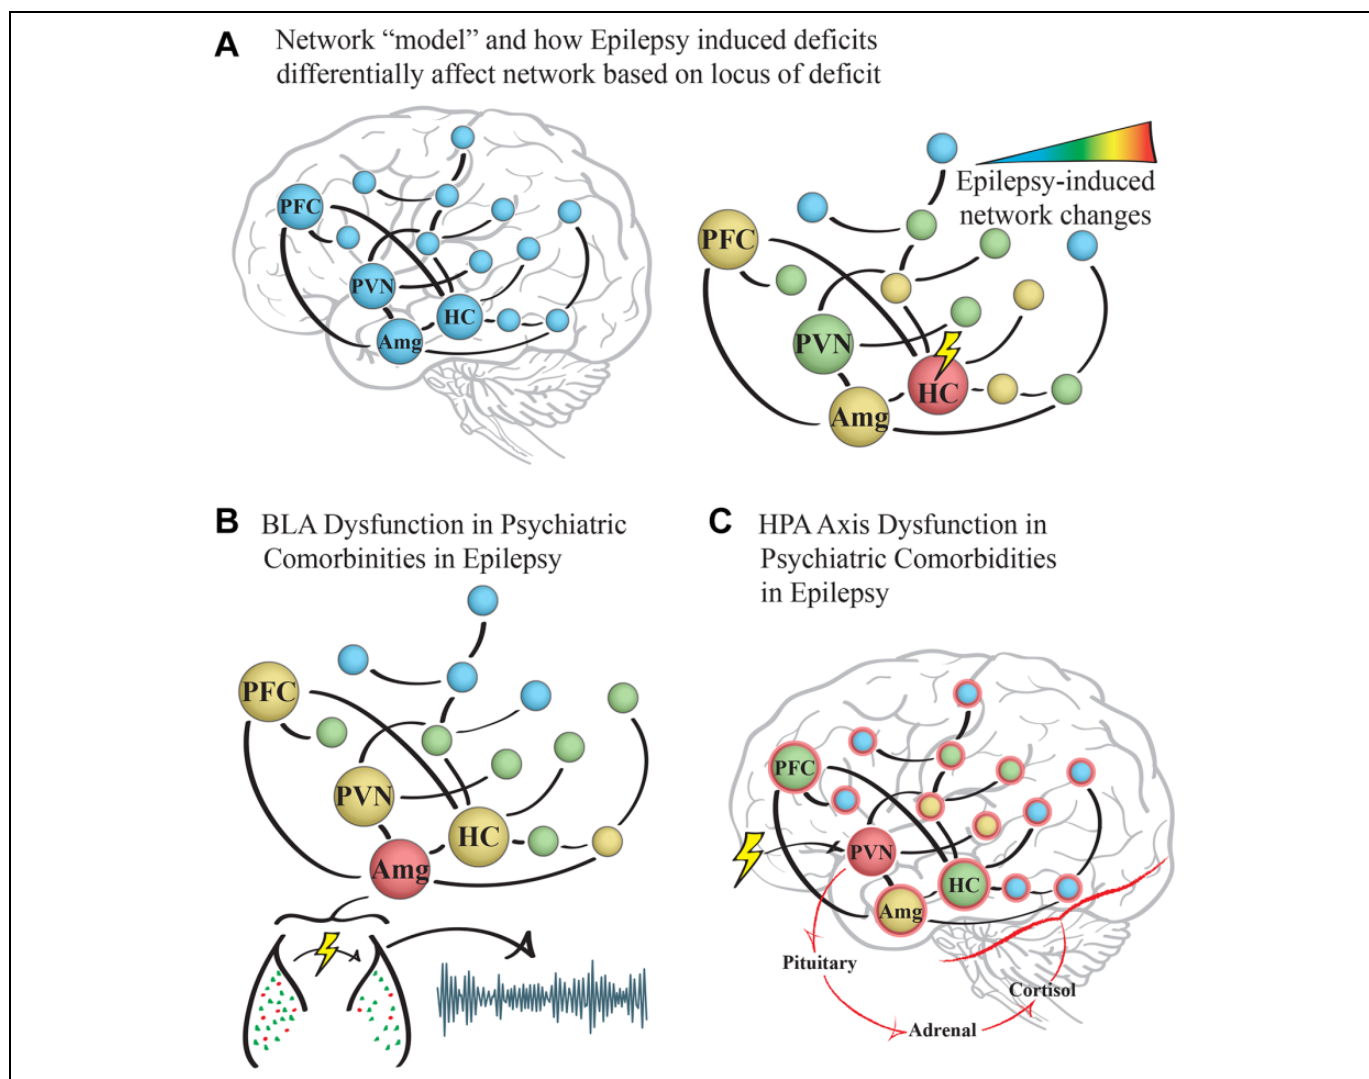 A
Network “model” and how Epilepsy induced deficits
differentially affect network based on locus of deficit
PFC
PVN
HC
Amg
Epilepsy-induced
network changes
PFC
PVN
HC
Amg
B
BLA Dysfunction in Psychiatric
Comorbinities in Epilepsy
PFC
PVN
HC
Amg
C
HPA Axis Dysfunction in
Psychiatric Comorbidities
in Epilepsy
PFC
PVN
HC
Amg
Pituitary
Cortisol
Adrenal